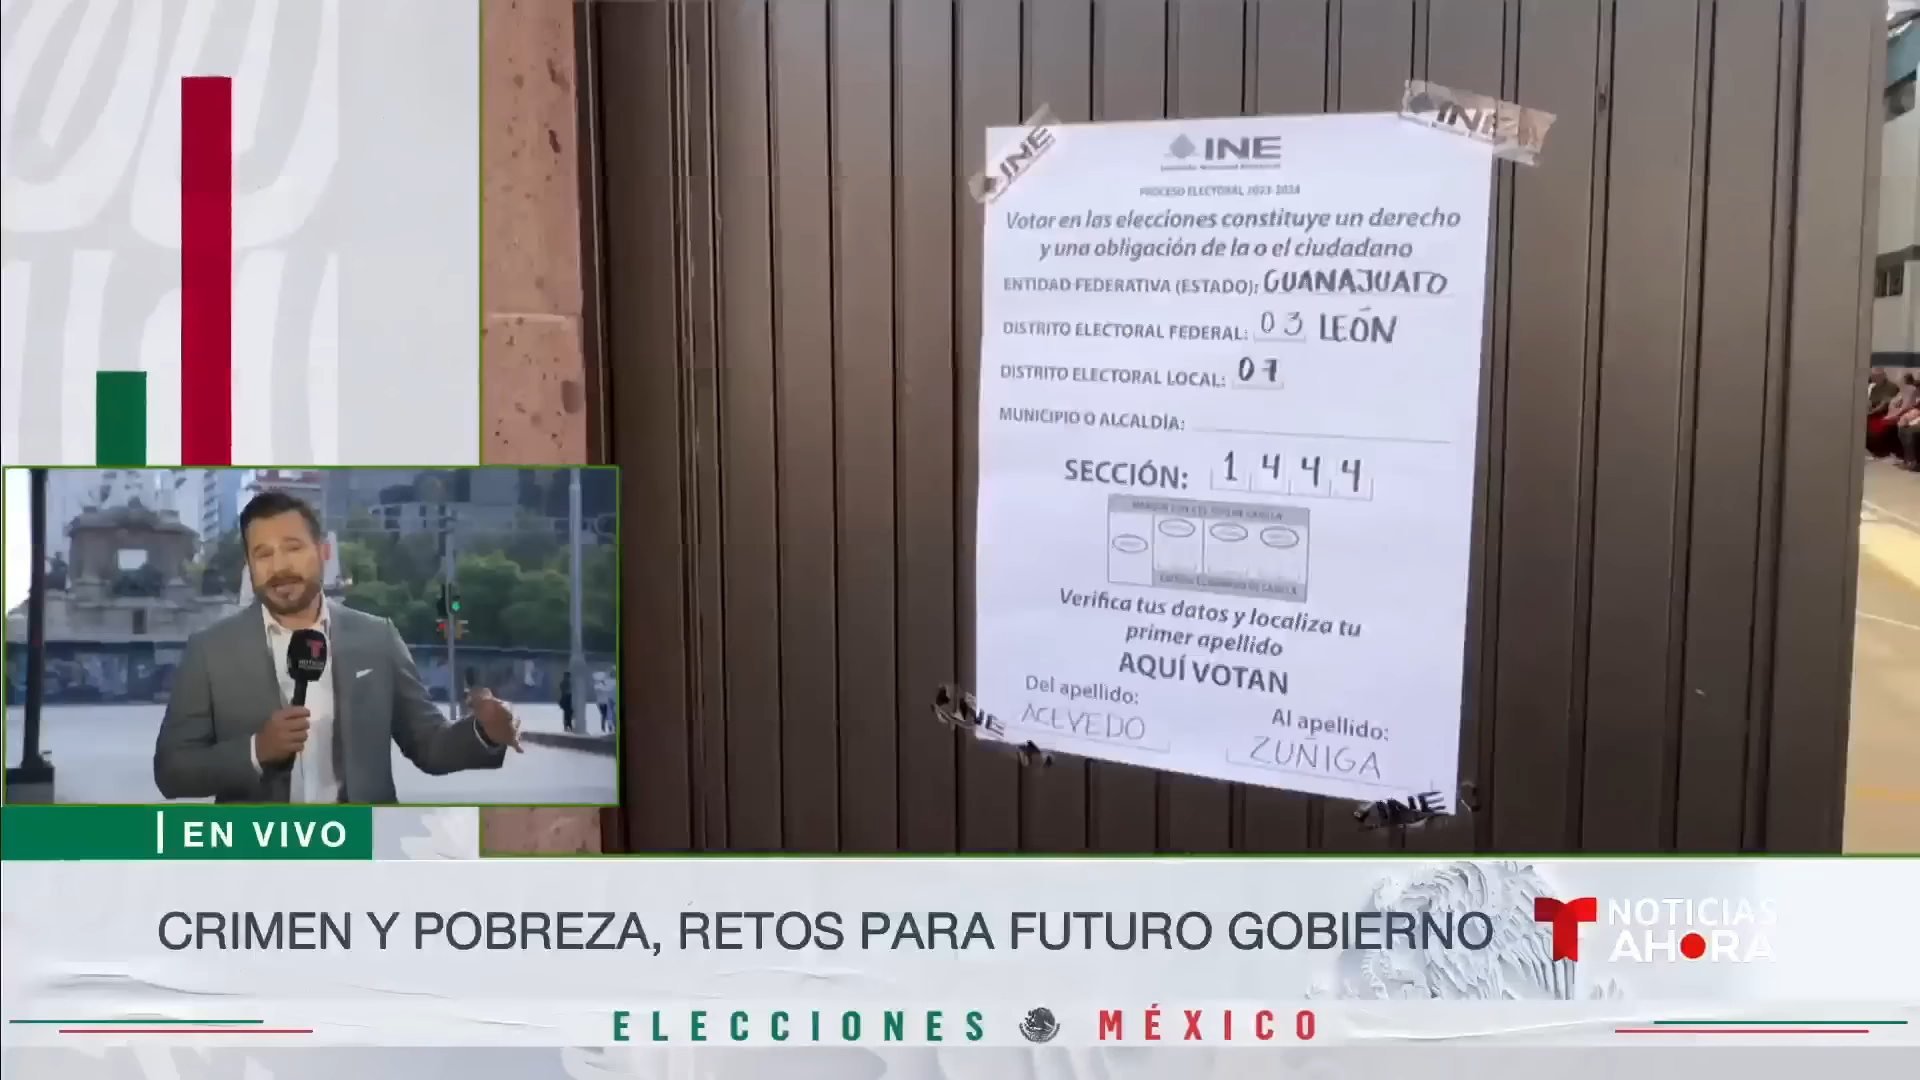 INE
INE
INE
PROCESO ELECTORAL 2023-2024
Votar en las elecciones constituye un derecho
y una obligación de la o el ciudadano
ENTIDAD FEDERATIVA (ESTADO): GUANAJUATO
DISTRITO ELECTORAL FEDERAL: 03 LEÓN
DISTRITO ELECTORAL LOCAL: 07
MUNICIPIO O ALCALDÍA:
SECCIÓN: 1444
Verifica tus datos y localiza tu
primer apellido
AQUÍ VOTAN
Del apellido: Al apellido:
ACEVEDO ZUÑIGA
INE
INE
EN VIVO
CRIMEN Y POBREZA, RETOS PARA FUTURO GOBIERNO
NOTICIAS
AHORA
ELECCIONES MÉXICO